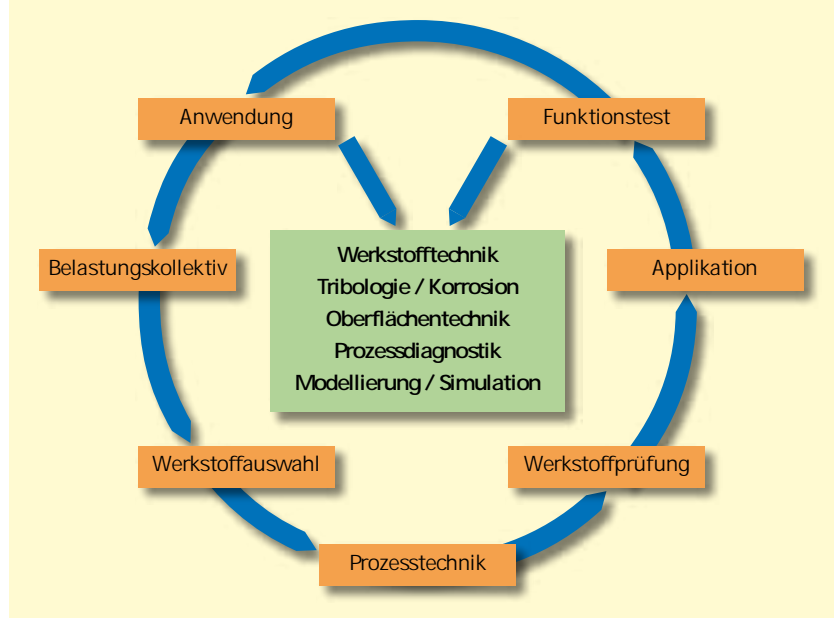 Anwendung
Funktionstest
Belastungskollektiv
Werkstofftechnik
Tribologie / Korrosion
Oberflächentechnik
Prozessdiagnostik
Modellierung / Simulation
Applikation
Werkstoffauswahl
Werkstoffprüfung
Prozesstechnik